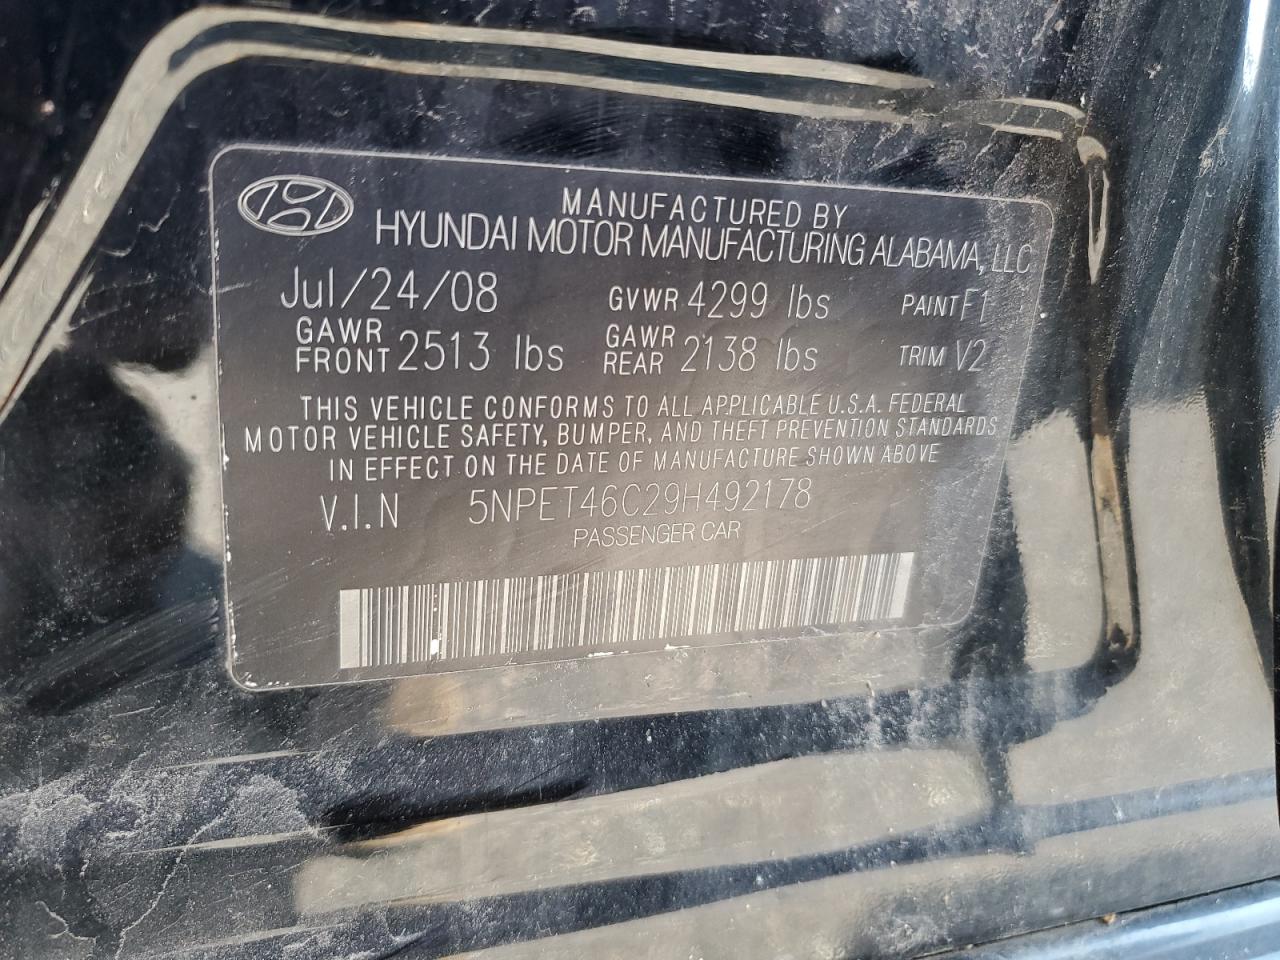 MANUFACTURED BY
HYUNDAI MOTOR MANUFACTURING ALABAMA, LLC
Jul/24/08 GVWR 4299 lbs PAINT F1
GAWR FRONT 2513 lbs GAWR REAR 2138 lbs TRIM V2
THIS VEHICLE CONFORMS TO ALL APPLICABLE U.S.A. FEDERAL
MOTOR VEHICLE SAFETY, BUMPER, AND THEFT PREVENTION STANDARDS
IN EFFECT ON THE DATE OF MANUFACTURE SHOWN ABOVE
V.I.N 5NPET46C29H492178
PASSENGER CAR